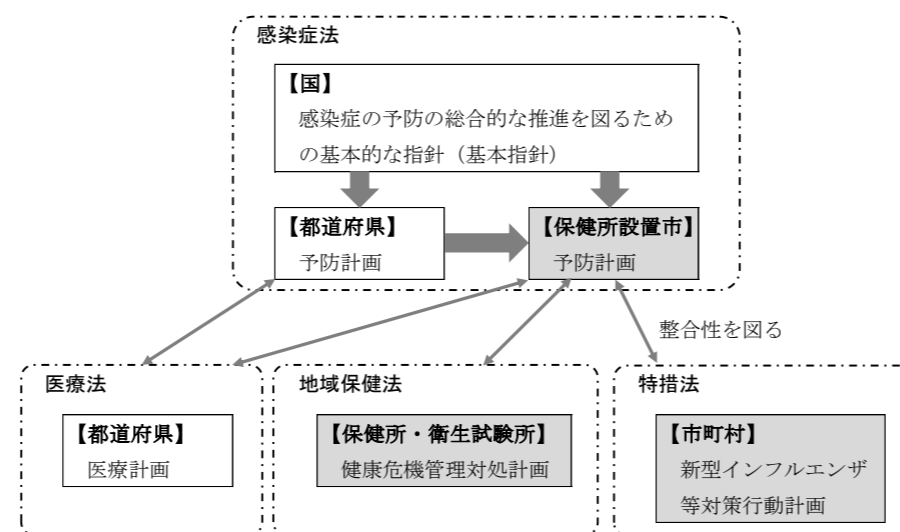 感染症法
【国】
感染症の予防の総合的な推進を図るため
の基本的な指針（基本指針）
【都道府県】
予防計画
【保健所設置市】
予防計画
整合性を図る
医療法
【都道府県】
医療計画
地域保健法
【保健所・衛生試験所】
健康危機管理対処計画
特措法
【市町村】
新型インフルエンザ
等対策行動計画